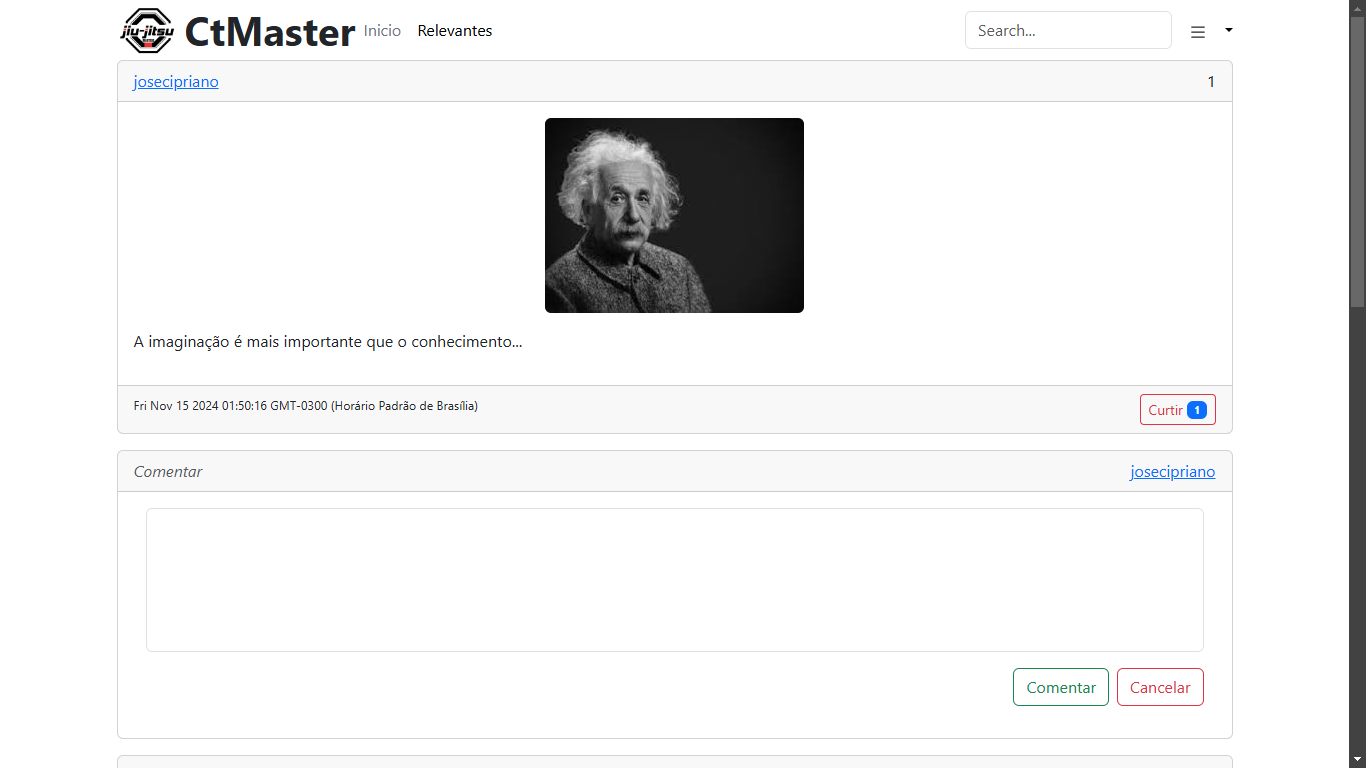 jiu-jitsu
CtMaster Inicio Relevantes Search...
josecipriano 1
A imaginação é mais importante que o conhecimento...
Fri Nov 15 2024 01:50:16 GMT-0300 (Horário Padrão de Brasília) Curtir 1
Comentar josecipriano
Comentar Cancelar